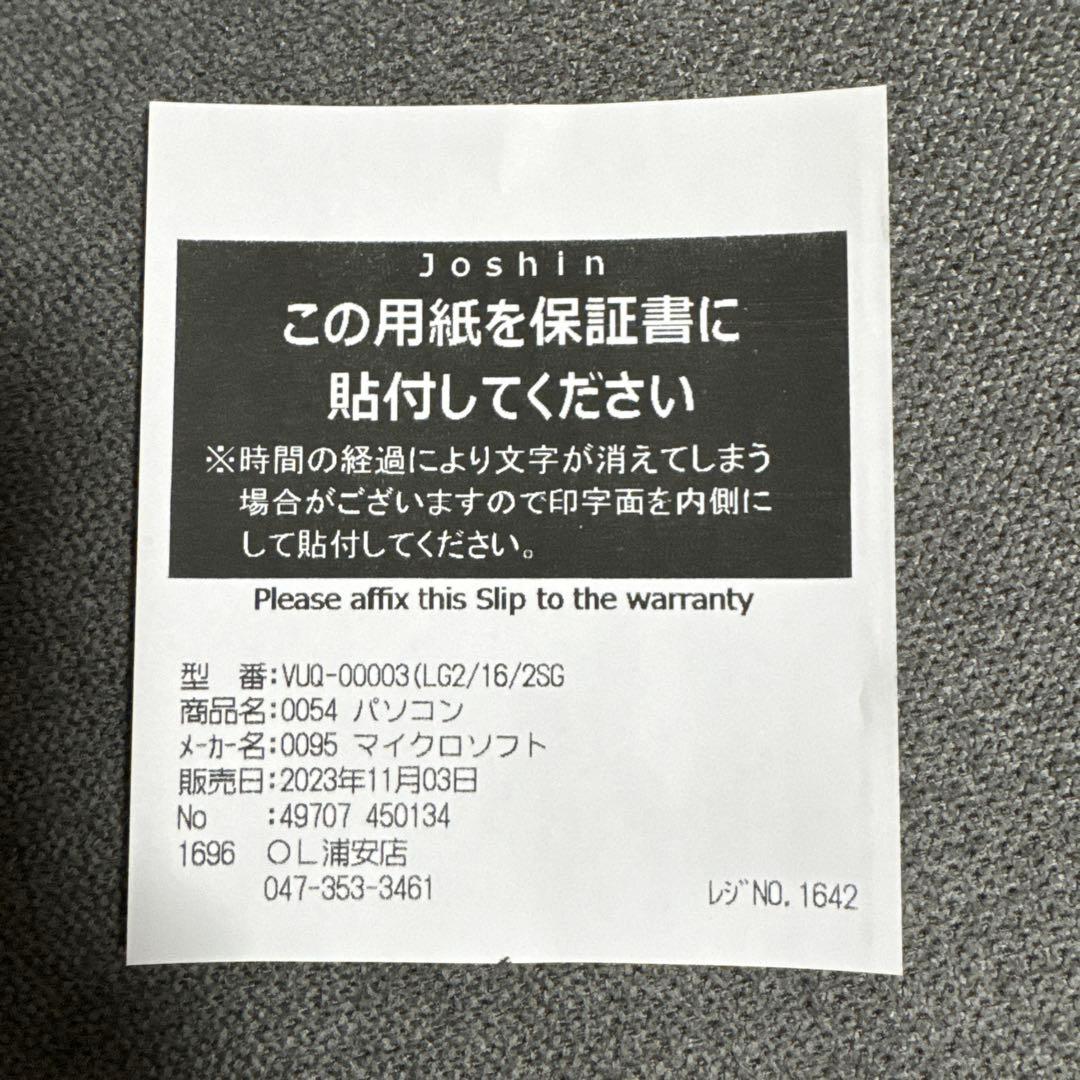 Joshin
この用紙を保証書に
貼付してください
※時間の経過により文字が消えてしまう
場合がございますので印字面を内側に
して貼付してください。
Please affix this Slip to the warranty
型 番:VUQ-00003(LG2/16/2SG
商品名:0054 パソコン
メーカー名:0095 マイクロソフト
販売日:2023年11月03日
No :49707 450134
1696 OL浦安店
047-353-3461
レジNO.1642